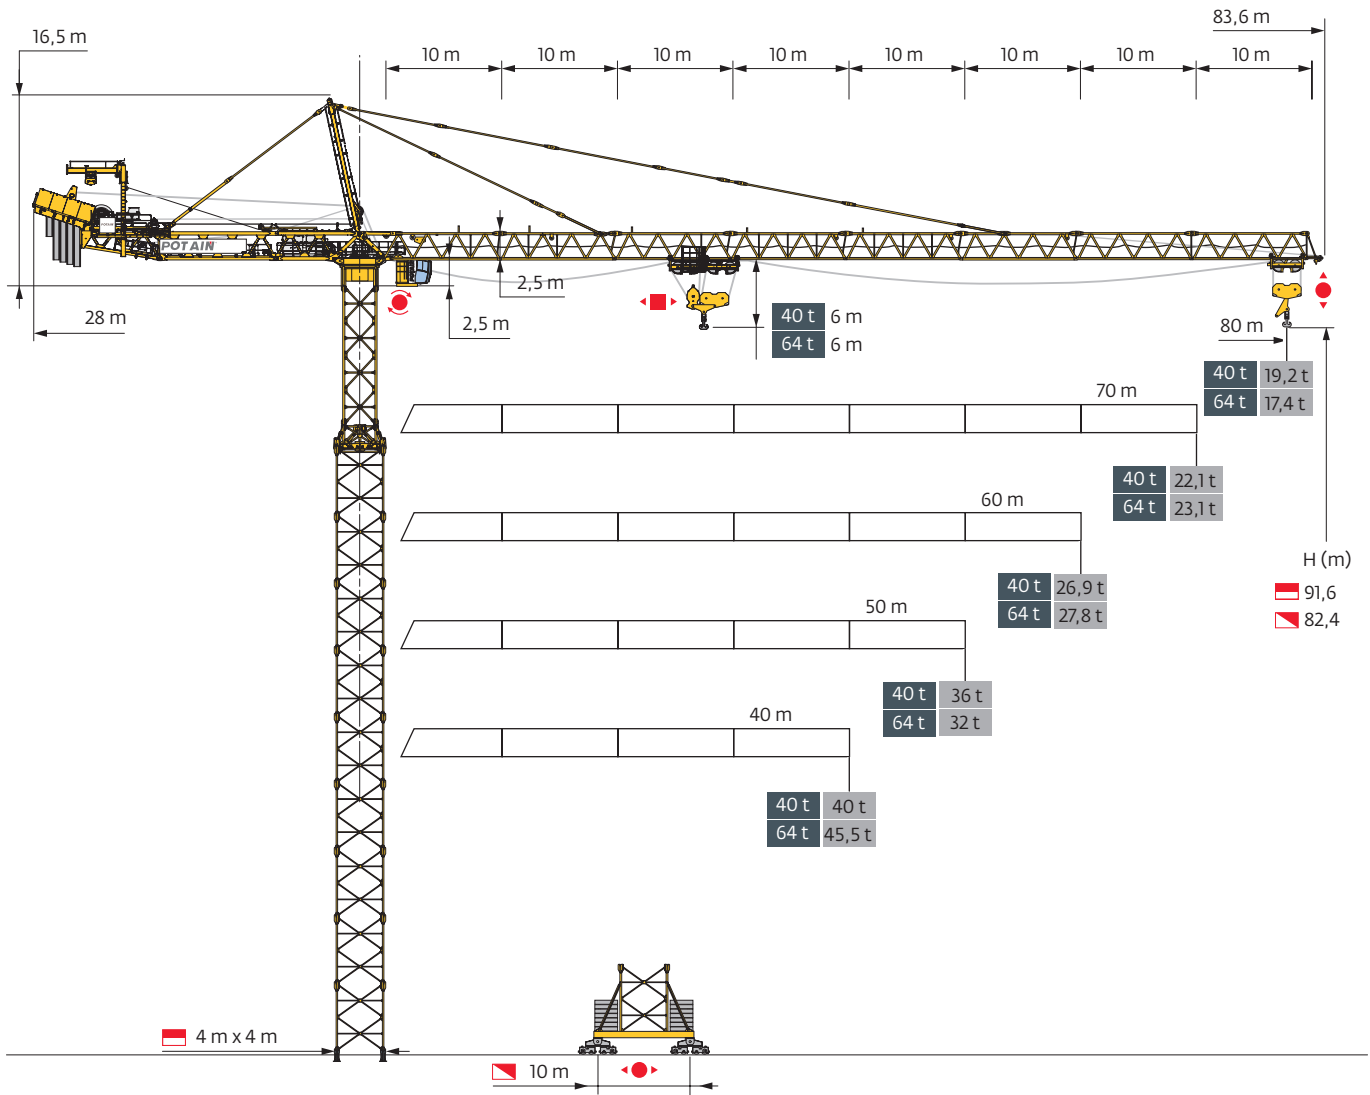 83,6 m
16,5 m
10 m 10 m 10 m 10 m 10 m 10 m 10 m 10 m
POTAIN
2,5 m
28 m
2,5 m
40 t 6 m
64 t 6 m
80 m
40 t 19,2 t
64 t 17,4 t
70 m
40 t 22,1 t
64 t 23,1 t
60 m
H (m)
40 t 26,9 t
64 t 27,8 t
91,6
82,4
50 m
40 t 36 t
64 t 32 t
40 m
40 t 40 t
64 t 45,5 t
4 m x 4 m
10 m